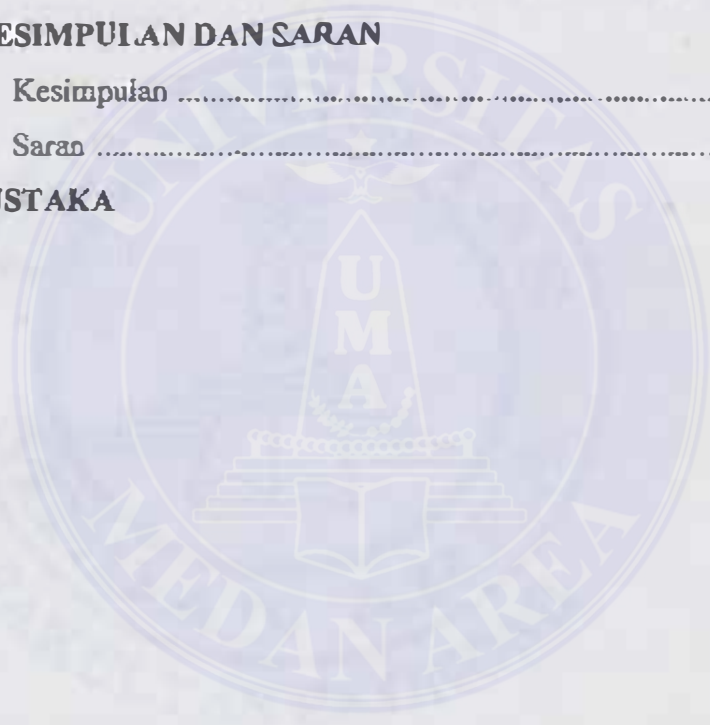 ESIMPULAN DAN SARAN
Kesimpulan ........................................................
Saran ........................................................
USTAKA
UNIVERSITAS
U
M
A
MEDAN AREA